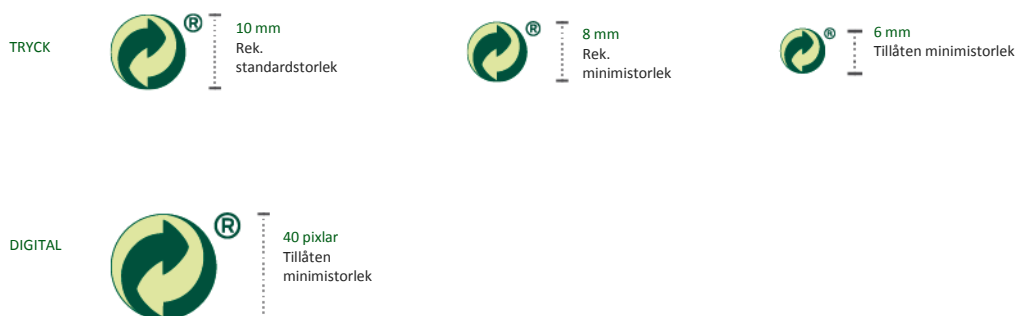 TRYCK
®
10 mm
Rek.
standardstorlek
®
8 mm
Rek.
minimistorlek
®
6 mm
Tillåten minimistorlek
DIGITAL
®
40 pixlar
Tillåten
minimistorlek